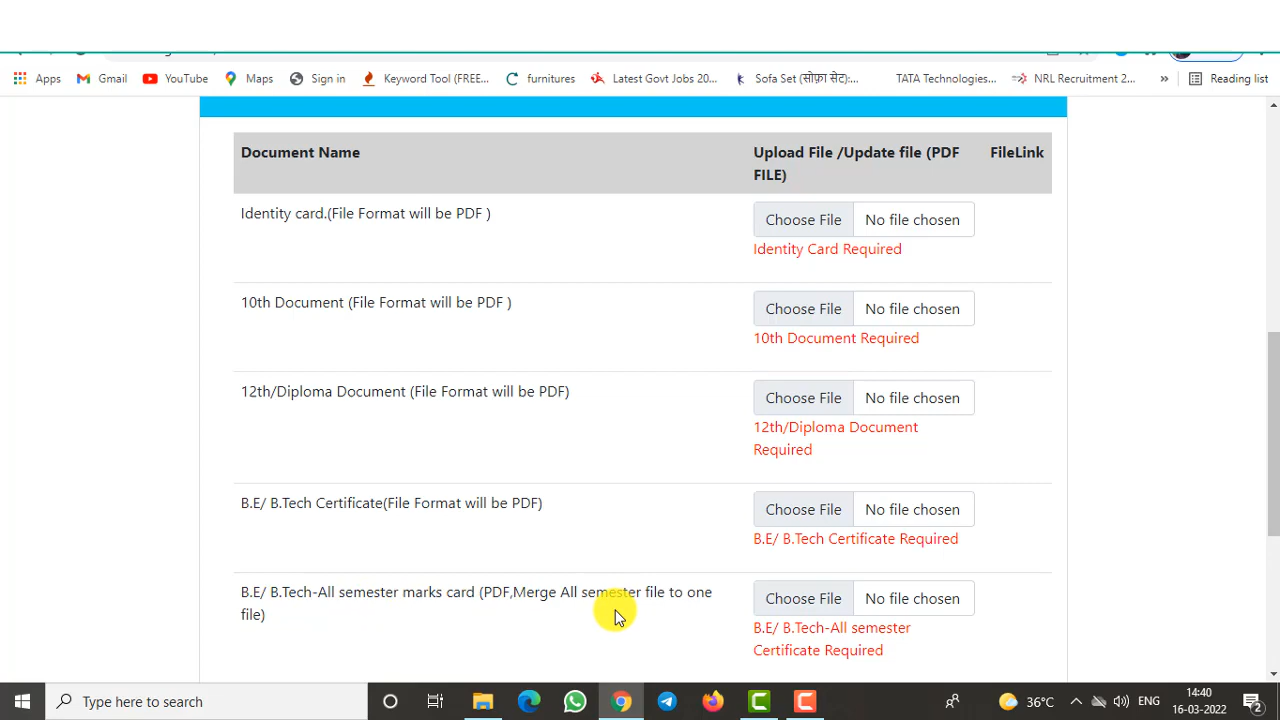 Apps Gmail YouTube Maps Sign in Keyword Tool (FREE... furnitures Latest Govt Jobs 20... Sofa Set (सोफ़ा सेट):... TATA Technologies... NRL Recruitment 2... » Reading list
Document Name Upload File /Update file (PDF FileLink
FILE)
Identity card.(File Format will be PDF ) Choose File No file chosen
Identity Card Required
10th Document (File Format will be PDF ) Choose File No file chosen
10th Document Required
12th/Diploma Document (File Format will be PDF) Choose File No file chosen
12th/Diploma Document
Required
B.E/ B.Tech Certificate(File Format will be PDF) Choose File No file chosen
B.E/ B.Tech Certificate Required
B.E/ B.Tech-All semester marks card (PDF,Merge All semester file to one Choose File No file chosen
file)
B.E/ B.Tech-All semester
Certificate Required
Type here to search 36°C ENG 14:40
16-03-2022 2